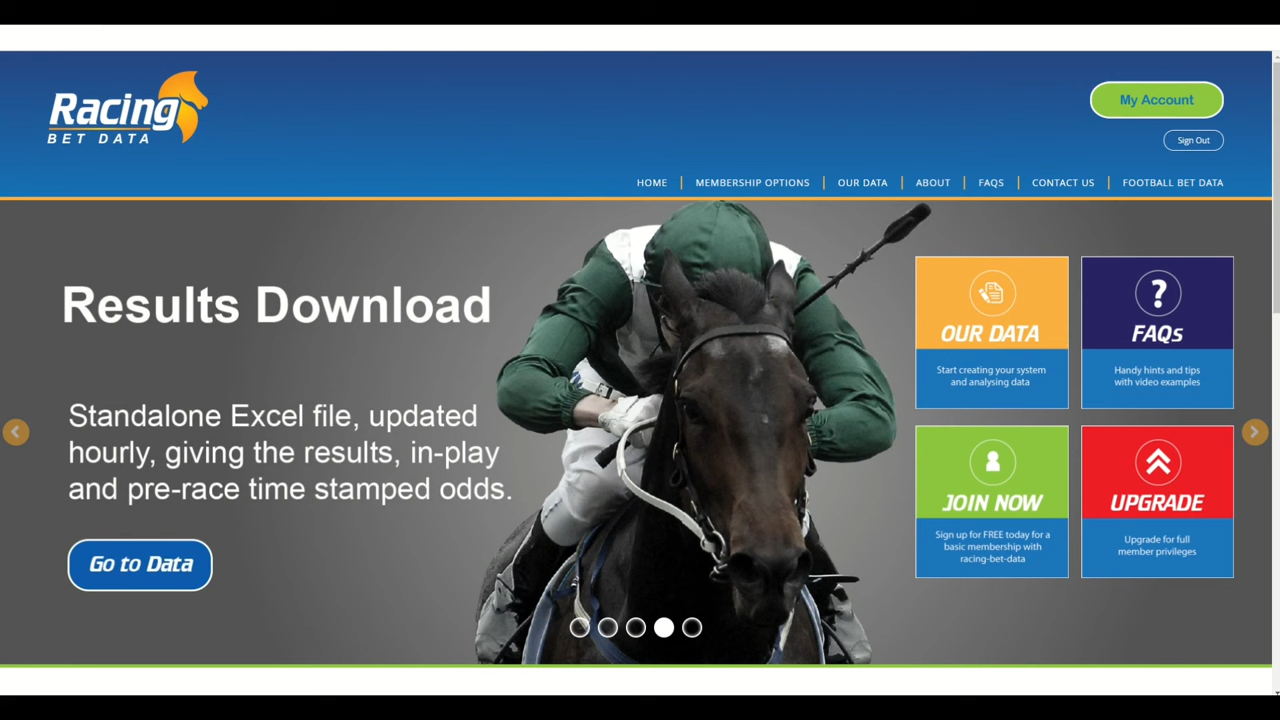 Racing
BET DATA
My Account
Sign Out
HOME
MEMBERSHIP OPTIONS
OUR DATA
ABOUT
FAQS
CONTACT US
FOOTBALL BET DATA
Results Download
Standalone Excel file, updated
hourly, giving the results, in-play
and pre-race time stamped odds.
Go to Data
OUR DATA
Start creating your system
and analysing data
?
FAQs
Handy hints and tips
with video examples
JOIN NOW
Sign up for FREE today for a
basic membership with
racing-bet-data
UPGRADE
Upgrade for full
member privileges